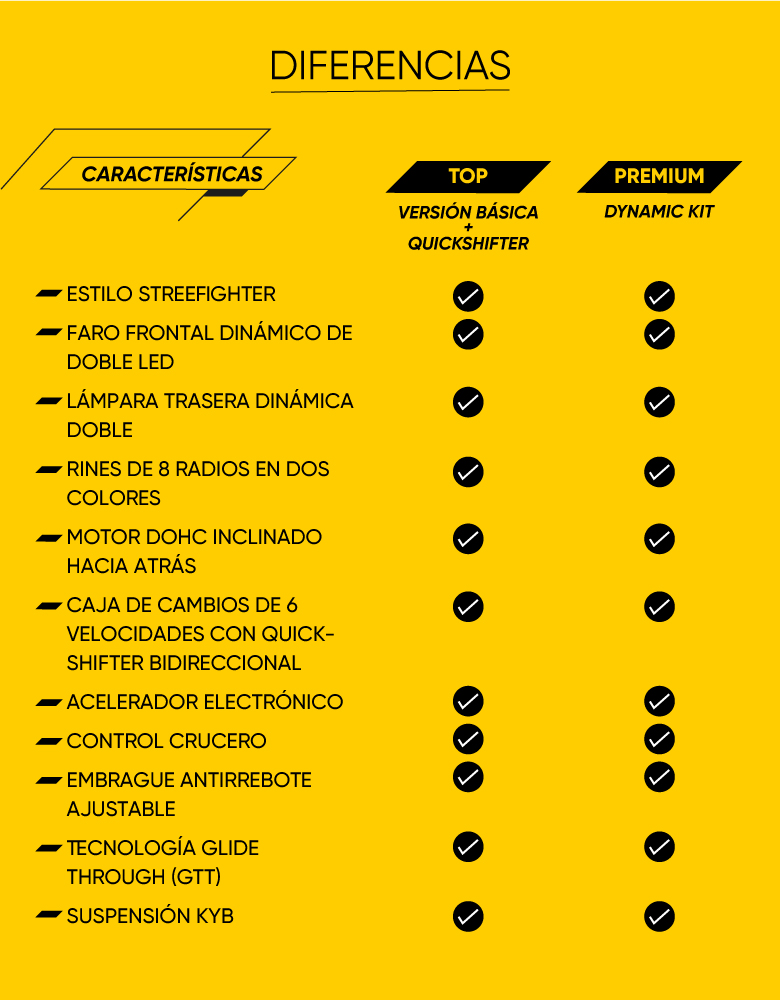 DIFERENCIAS
CARACTERÍSTICAS
TOP
PREMIUM
VERSIÓN BÁSICA
+
QUICKSHIFTER
DYNAMIC KIT
ESTILO STREEFIGHTER
FARO FRONTAL DINÁMICO DE
DOBLE LED
LÁMPARA TRASERA DINÁMICA
DOBLE
RINES DE 8 RADIOS EN DOS
COLORES
MOTOR DOHC INCLINADO
HACIA ATRÁS
CAJA DE CAMBIOS DE 6
VELOCIDADES CON QUICK-
SHIFTER BIDIRECCIONAL
ACELERADOR ELECTRÓNICO
CONTROL CRUCERO
EMBRAGUE ANTIRREBOTE
AJUSTABLE
TECNOLOGÍA GLIDE
THROUGH (GTT)
SUSPENSIÓN KYB